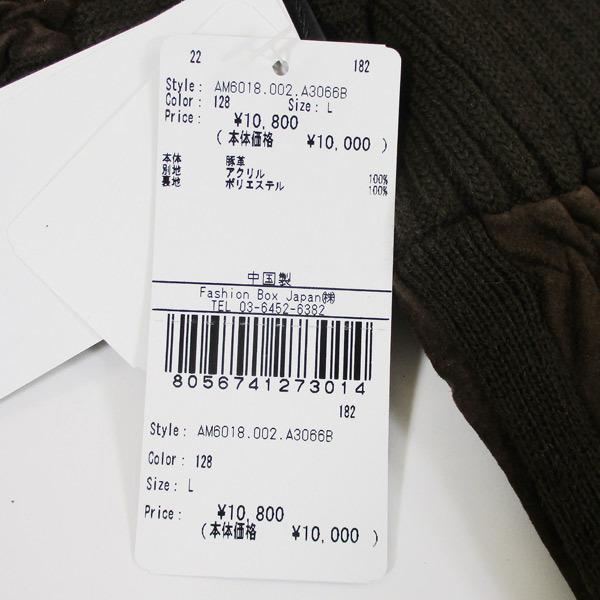 22 182
Style: AM6018.002.A3066B
Color: 128 Size: L
Price: ¥10,800
(本体価格 ¥10,000 )
本体 豚革
別地 アクリル 100%
裏地 ポリエステル 100%
中国製
Fashion Box Japan㈱
TEL 03-6452-6382
8056741273014
182
Style: AM6018.002.A3066B
Color: 128
Size: L
Price: ¥10,800
(本体価格 ¥10,000 )